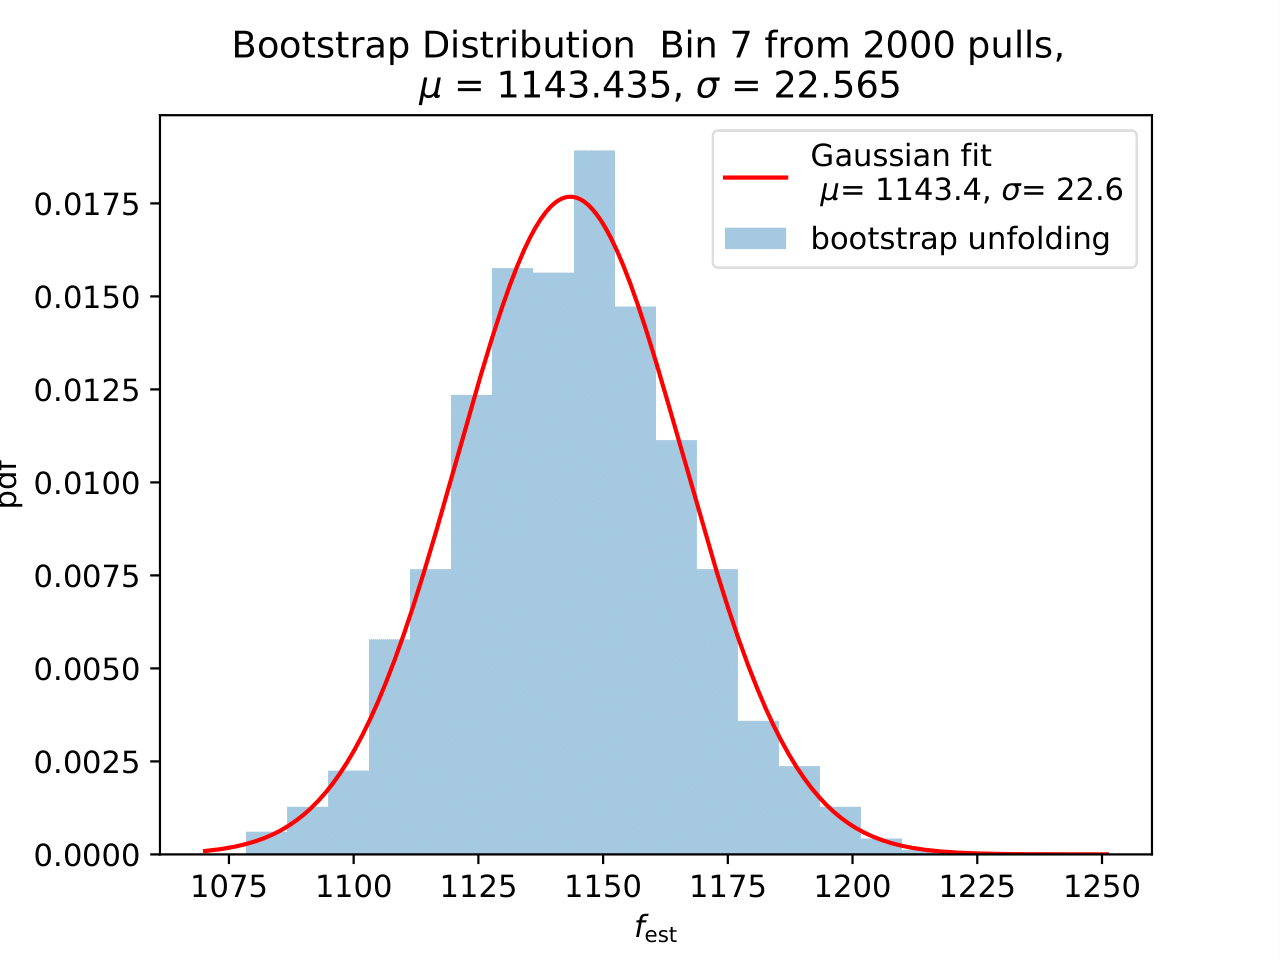 Bootstrap Distribution  Bin 7 from 2000 pulls,
μ = 1143.435, σ = 22.565
Gaussian fit
μ= 1143.4, σ= 22.6
bootstrap unfolding
0.0175
0.0150
0.0125
0.0100
0.0075
0.0050
0.0025
0.0000
pdf
1075 1100 1125 1150 1175 1200 1225 1250
f_est